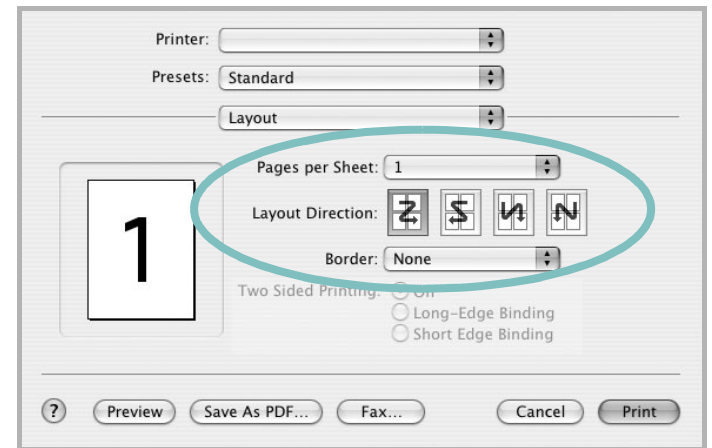 Printer:
Presets: Standard
Layout
Pages per Sheet: 1
Layout Direction:
1
Border: None
Two Sided Printing:
Long-Edge Binding
Short Edge Binding
? Preview Save As PDF... Fax... Cancel Print